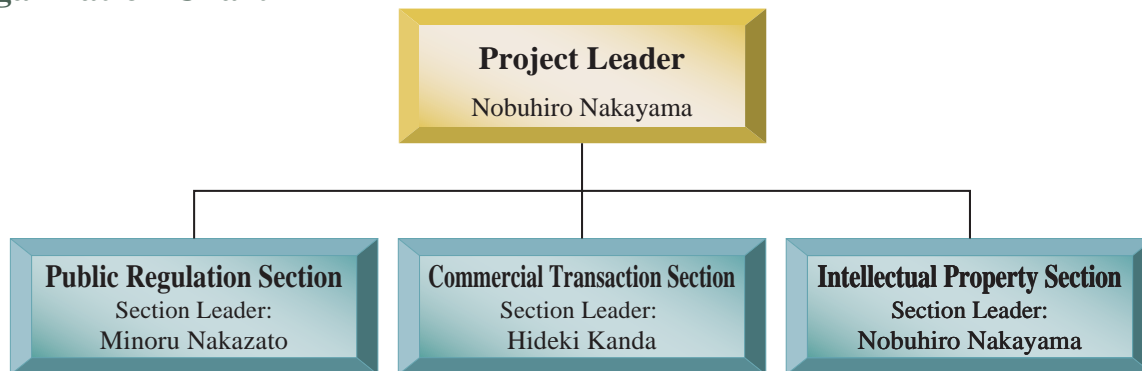 Project Leader
Nobuhiro Nakayama
Public Regulation Section
Section Leader:
Minoru Nakazato
Commercial Transaction Section
Section Leader:
Hideki Kanda
Intellectual Property Section
Section Leader:
Nobuhiro Nakayama